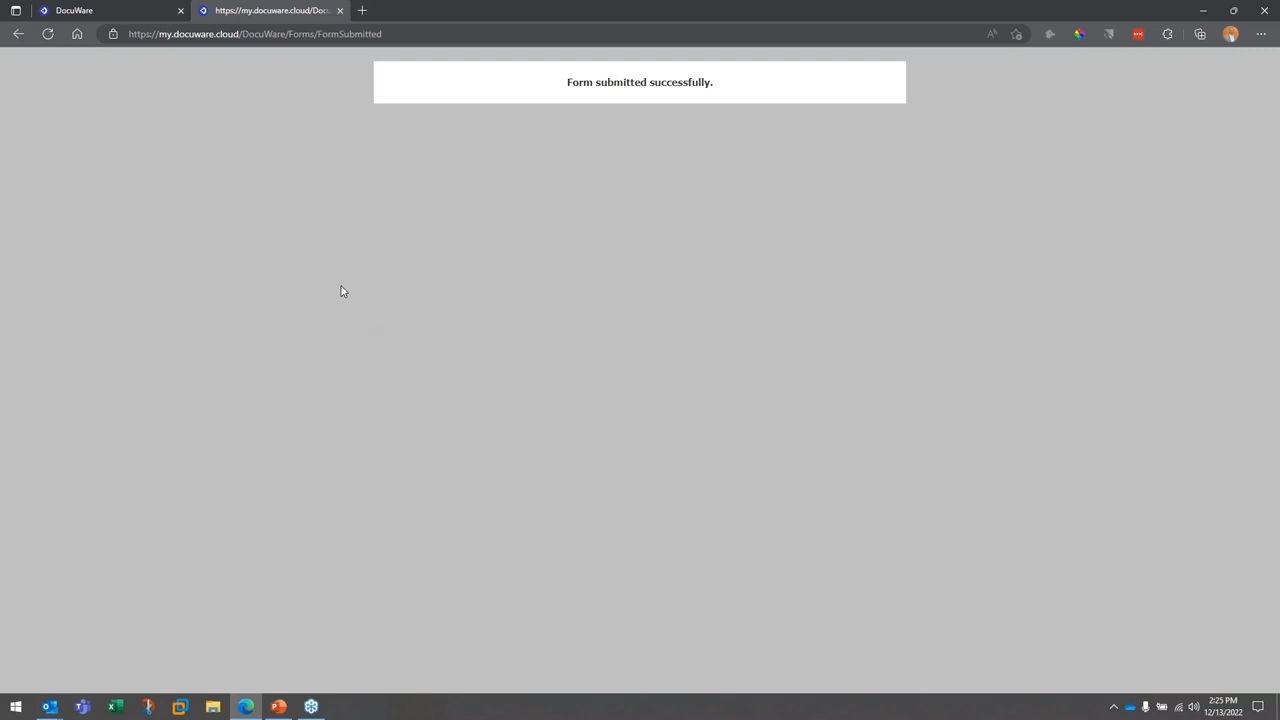 DocuWare
https://my.docuware.cloud/Docu
https://my.docuware.cloud/DocuWare/Forms/FormSubmitted
Form submitted successfully.
2:25 PM
12/13/2022